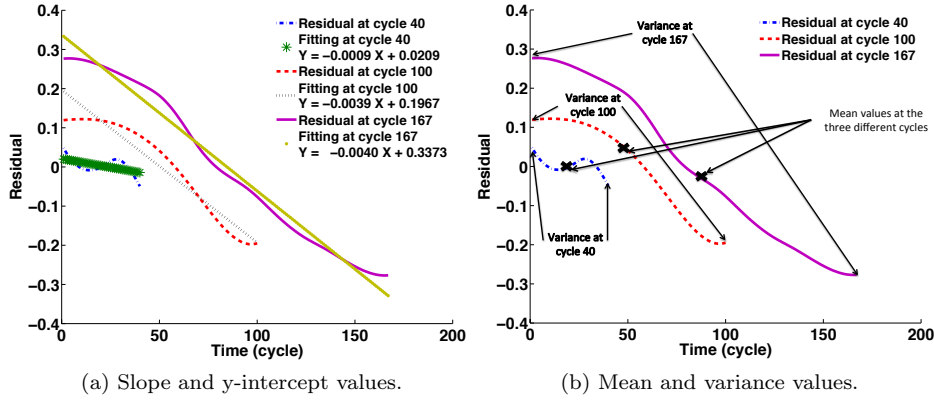 0.4
0.3
0.2
0.1
0
−0.1
−0.2
−0.3
−0.4
Residual
0
50
100
150
200
Time (cycle)
Residual at cycle 40
Fitting at cycle 40
Y = −0.0009 X + 0.0209
Residual at cycle 100
Fitting at cycle 100
Y = −0.0039 X + 0.1967
Residual at cycle 167
Fitting at cycle 167
Y = −0.0040 X + 0.3373
(a) Slope and y-intercept values.
0.4
0.3
0.2
0.1
0
−0.1
−0.2
−0.3
−0.4
Residual
0
50
100
150
200
Time (cycle)
Variance at
cycle 167
Residual at cycle 40
Residual at cycle 100
Residual at cycle 167
Variance at
cycle 100
Mean values at the
three different cycles
Variance at
cycle 40
(b) Mean and variance values.